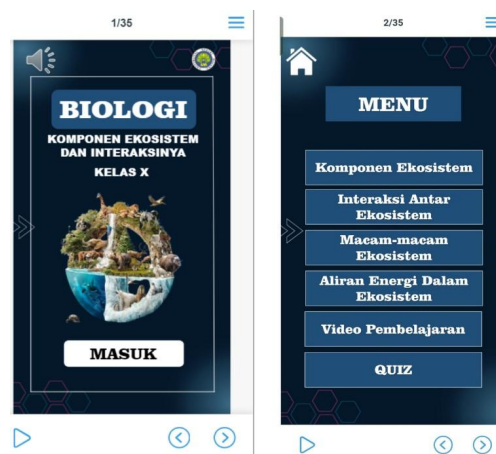 1/35
BIOLOGI
KOMPONEN EKOSISTEM
DAN INTERAKSINYA
KELAS X
MASUK
2/35
MENU
Komponen Ekosistem
Interaksi Antar
Ekosistem
Macam-macam
Ekosistem
Aliran Energi Dalam
Ekosistem
Video Pembelajaran
QUIZ